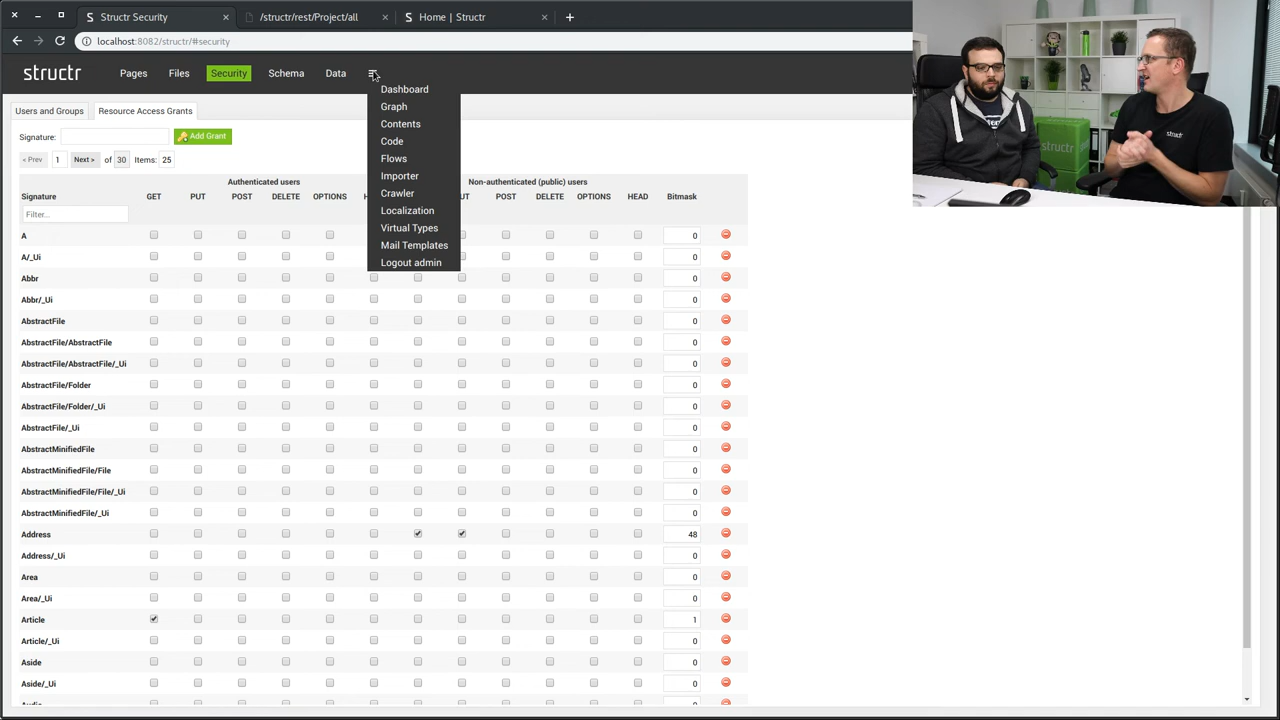 Structr Security
/structr/rest/Project/all
Home | Structr
localhost:8082/structr/#security
structr
Pages
Files
Security
Schema
Data
Dashboard
Graph
Contents
Code
Flows
Importer
Crawler
Localization
Virtual Types
Mail Templates
Logout admin
Users and Groups
Resource Access Grants
Signature:
Add Grant
< Prev
1
Next >
of
30
Items:
25
Authenticated users
Non-authenticated (public) users
Signature GET PUT POST DELETE OPTIONS POST DELETE OPTIONS HEAD Bitmask
Filter...
A 0
A/_Ui 0
Abbr 0
Abbr/_Ui 0
AbstractFile 0
AbstractFile/AbstractFile 0
AbstractFile/AbstractFile/_Ui 0
AbstractFile/Folder 0
AbstractFile/Folder/_Ui 0
AbstractFile/_Ui 0
AbstractMinifiedFile 0
AbstractMinifiedFile/File 0
AbstractMinifiedFile/File/_Ui 0
AbstractMinifiedFile/_Ui 0
Address 48
Address/_Ui 0
Area 0
Area/_Ui 0
Article 1
Article/_Ui 0
Aside 0
Aside/_Ui 0
structr
structr